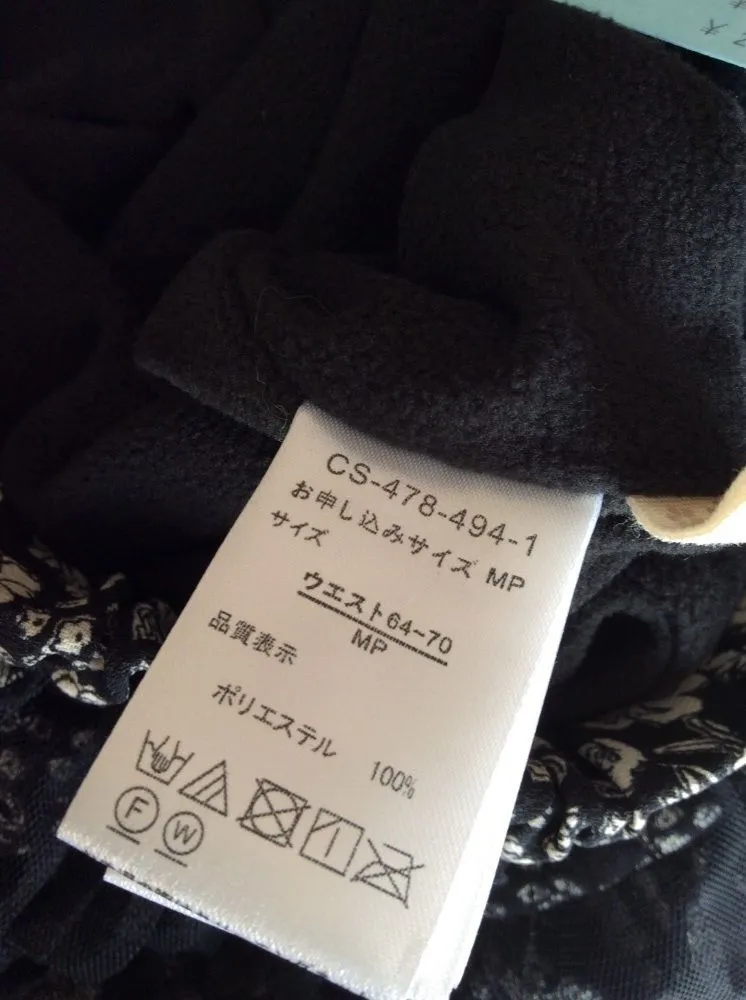 CS-478-494-1
お申し込みサイズ MP
サイズ
ウエスト64~70
MP
品質表示
ポリエステル 100%
F W